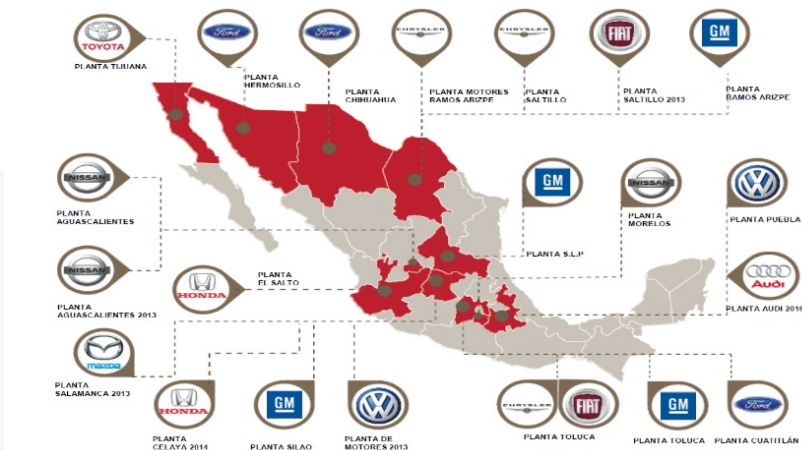 TOYOTA
PLANTA TIJUANA
Ford
PLANTA
HERMOSILLO
Ford
PLANTA
CHIHUAHUA
CHRYSLER
PLANTA MOTORES
RAMOS ARIZPE
CHRYSLER
PLANTA
SALTILLO
FIAT
PLANTA
SALTILLO 2013
GM
PLANTA
RAMOS ARIZPE
NISSAN
PLANTA
AGUASCALIENTES
GM
PLANTA S.L.P
NISSAN
PLANTA
MORELOS
PLANTA PUEBLA
NISSAN
PLANTA
AGUASCALIENTES 2013
HONDA
PLANTA
EL SALTO
Audi
PLANTA AUDI 2016
mazda
PLANTA
SALAMANCA 2013
HONDA
PLANTA
CELAYA 2014
GM
PLANTA SILAO
PLANTA DE
MOTORES 2013
CHRYSLER
FIAT
PLANTA TOLUCA
GM
PLANTA TOLUCA
Ford
PLANTA CUATITLÁN